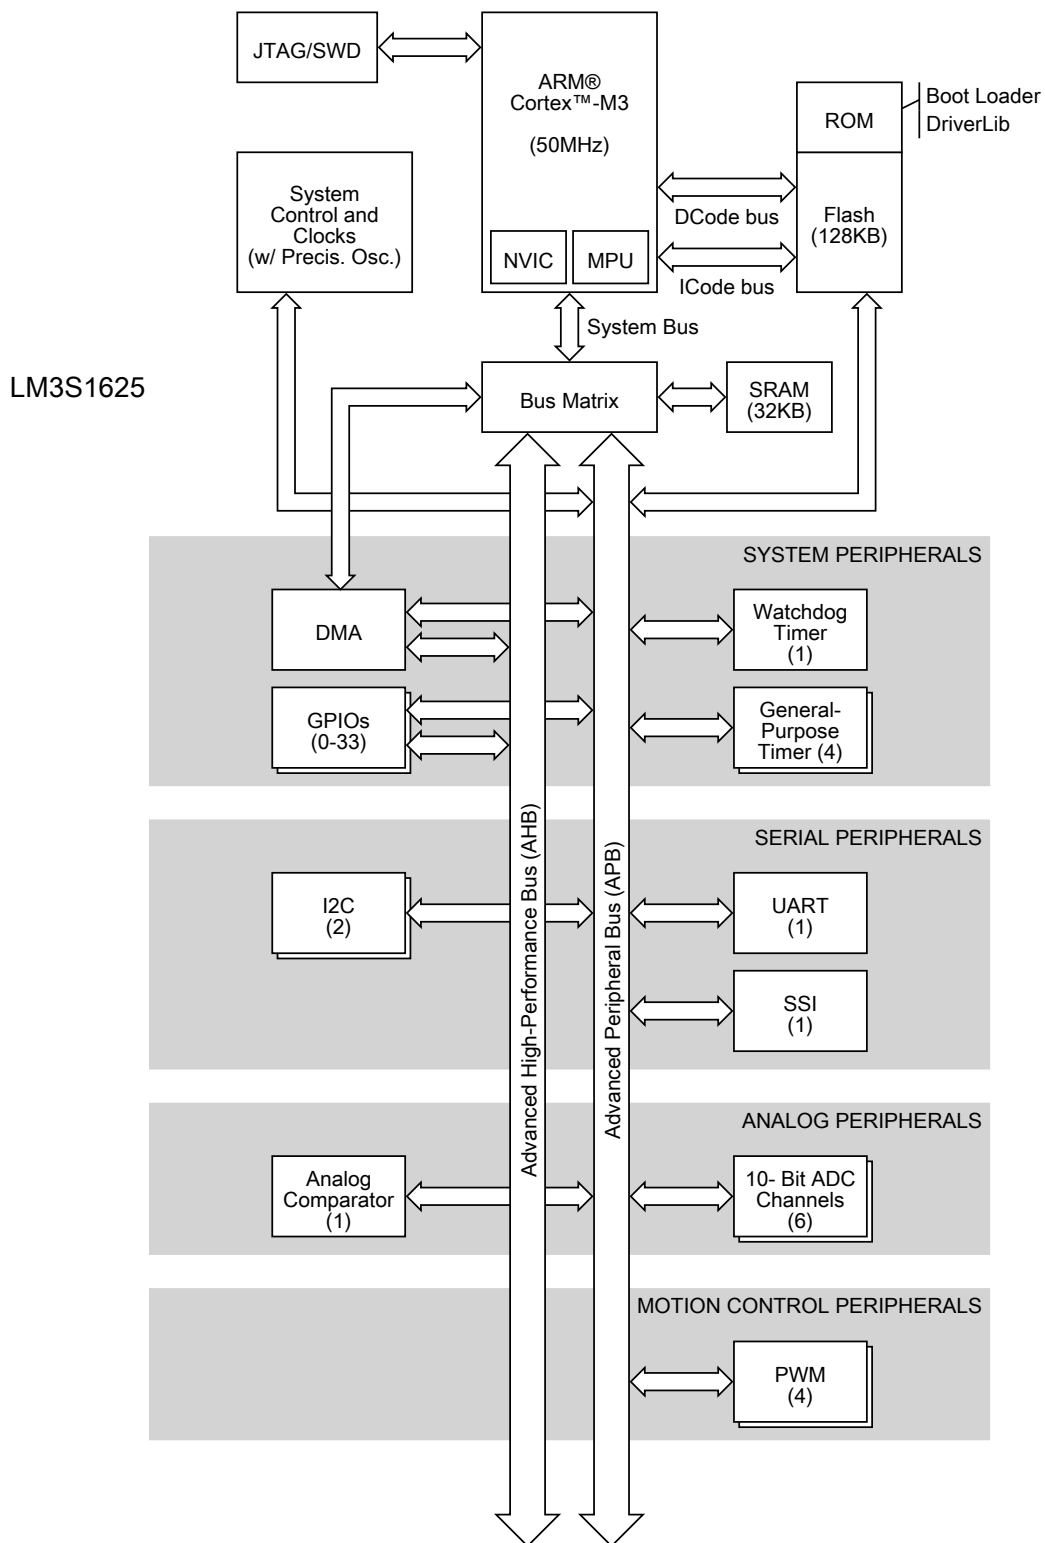 JTAG/SWD
ARM®
Cortex™-M3
(50MHz)
NVIC
MPU
ROM
Boot Loader
DriverLib
Flash
(128KB)
DCode bus
ICode bus
System
Control and
Clocks
(w/ Precis. Osc.)
System Bus
LM3S1625
Bus Matrix
SRAM
(32KB)
SYSTEM PERIPHERALS
DMA
Watchdog
Timer
(1)
GPIOs
(0-33)
General-
Purpose
Timer (4)
Advanced High-Performance Bus (AHB)
Advanced Peripheral Bus (APB)
SERIAL PERIPHERALS
I2C
(2)
UART
(1)
SSI
(1)
ANALOG PERIPHERALS
Analog
Comparator
(1)
10- Bit ADC
Channels
(6)
MOTION CONTROL PERIPHERALS
PWM
(4)